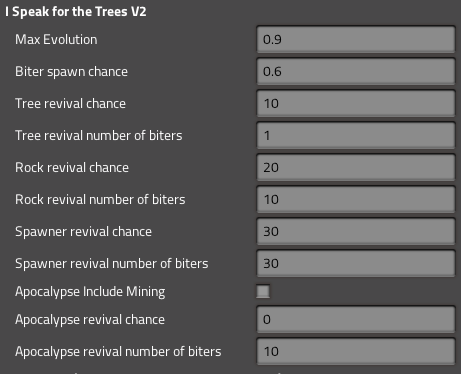 I Speak for the Trees V2
Max Evolution 0.9
Biter spawn chance 0.6
Tree revival chance 10
Tree revival number of biters 1
Rock revival chance 20
Rock revival number of biters 10
Spawner revival chance 30
Spawner revival number of biters 30
Apocalypse Include Mining
Apocalypse revival chance 0
Apocalypse revival number of biters 10